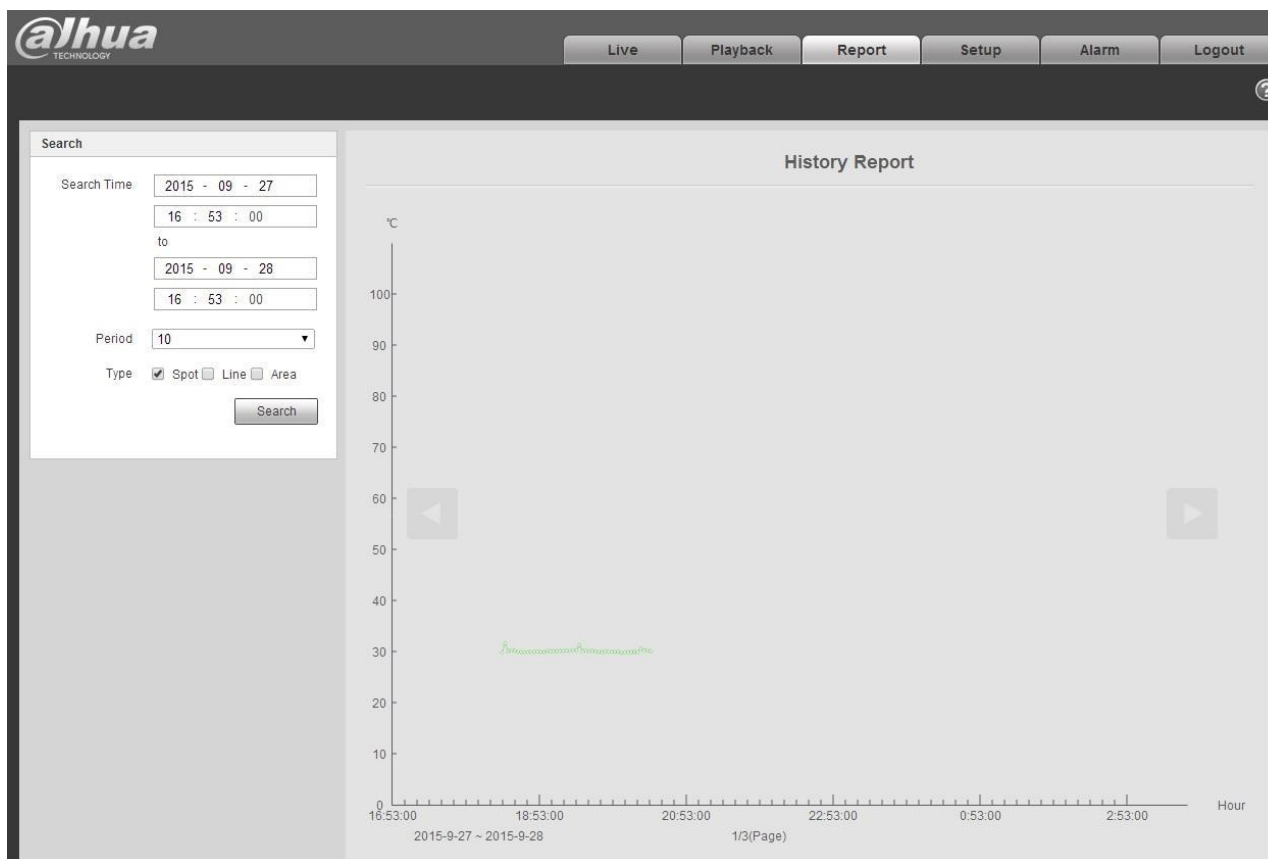 alhua
TECHNOLOGY
Live Playback Report Setup Alarm Logout
?
Search
Search Time 2015 - 09 - 27
16 : 53 : 00
to
2015 - 09 - 28
16 : 53 : 00
Period 10
Type Spot Line Area
Search
History Report
℃
100
90
80
70
60
50
40
30
20
10
0
16:53:00 18:53:00 20:53:00 22:53:00 0:53:00 2:53:00 Hour
2015-9-27 ~ 2015-9-28 1/3(Page)